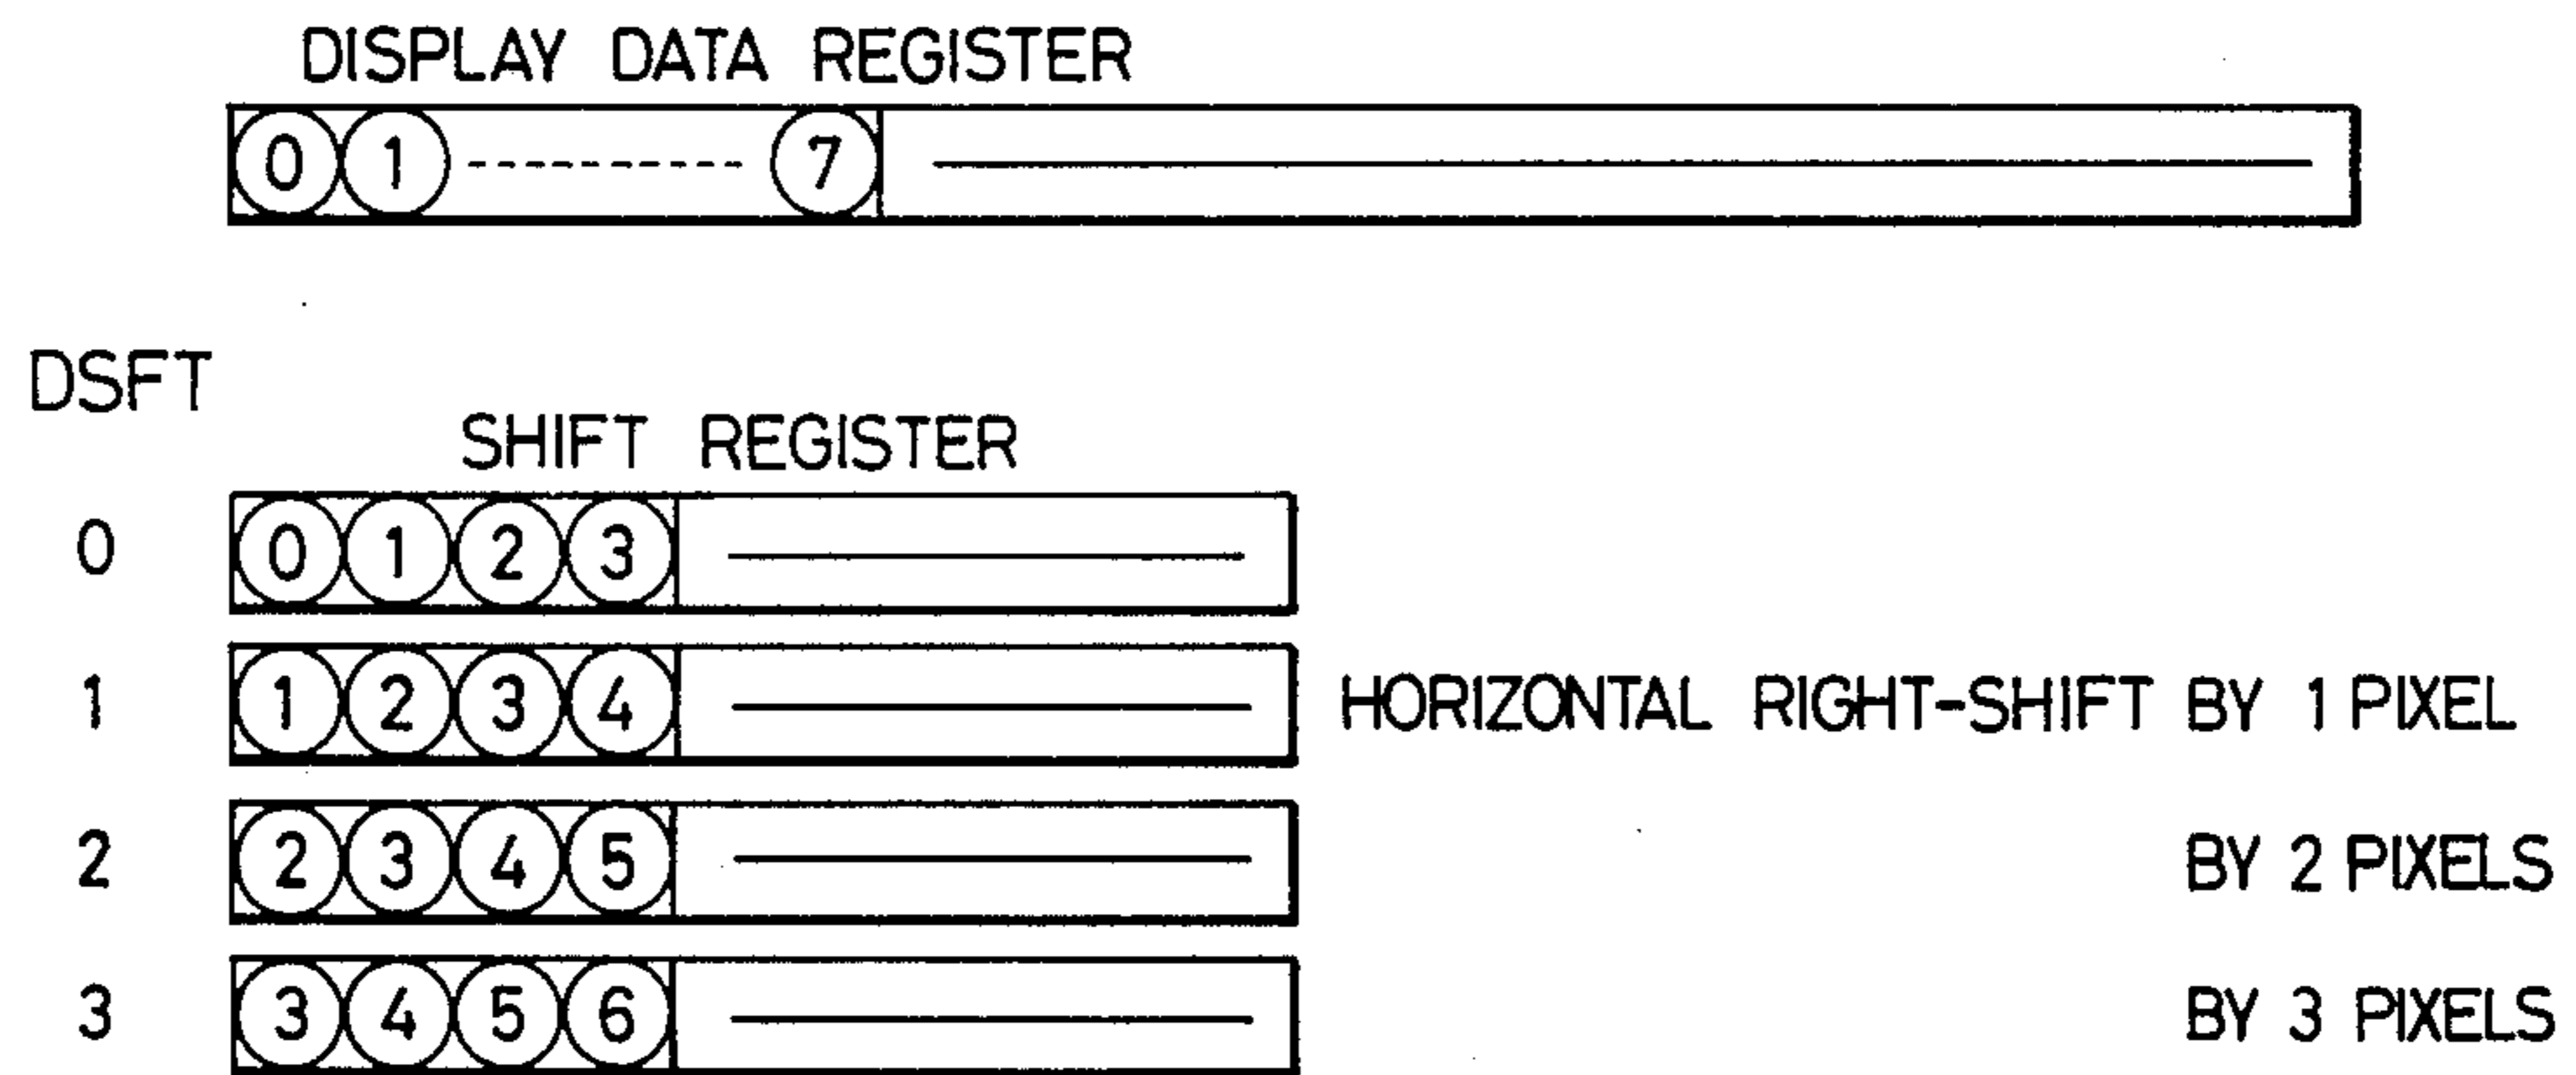 DISPLAY DATA REGISTER
0 1 7
DSFT
SHIFT REGISTER
0 0 1 2 3
1 1 2 3 4 HORIZONTAL RIGHT-SHIFT BY 1 PIXEL
2 2 3 4 5 BY 2 PIXELS
3 3 4 5 6 BY 3 PIXELS